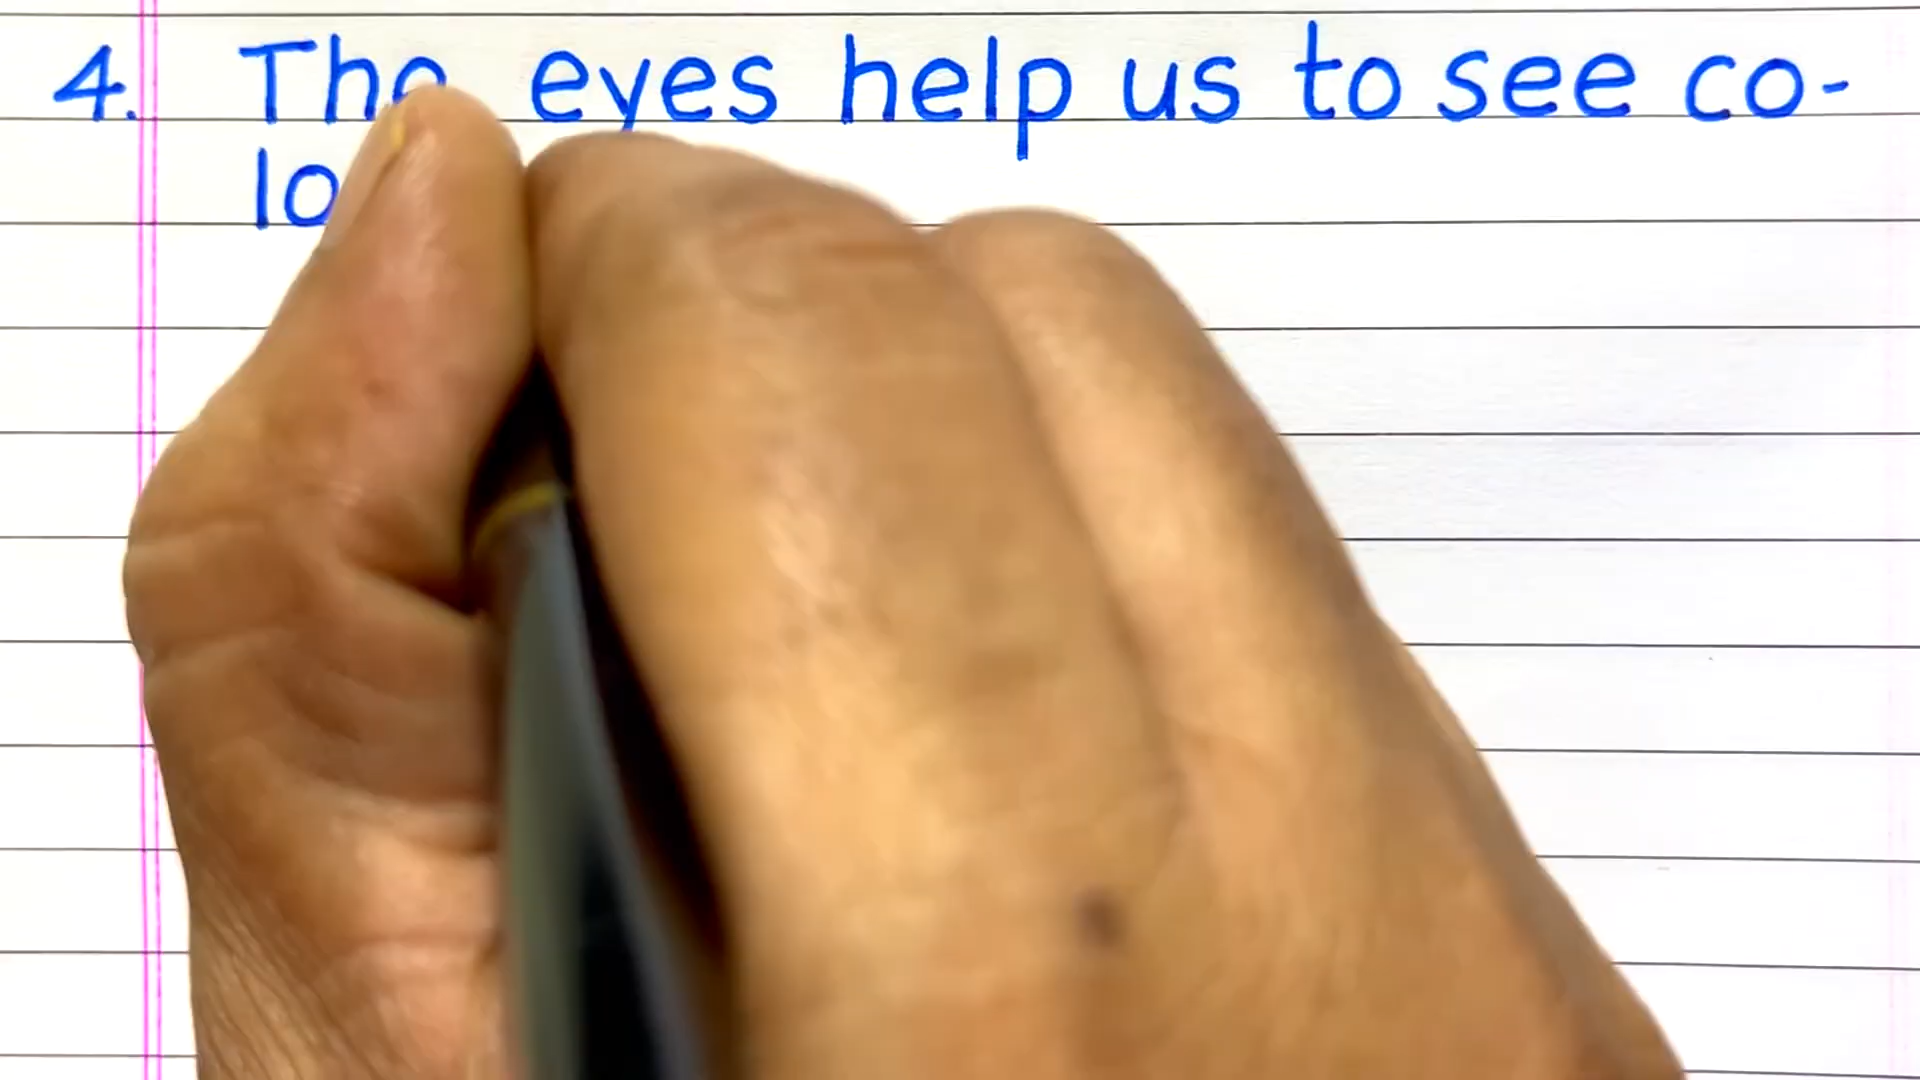 4. The eyes help us to see co-
lo